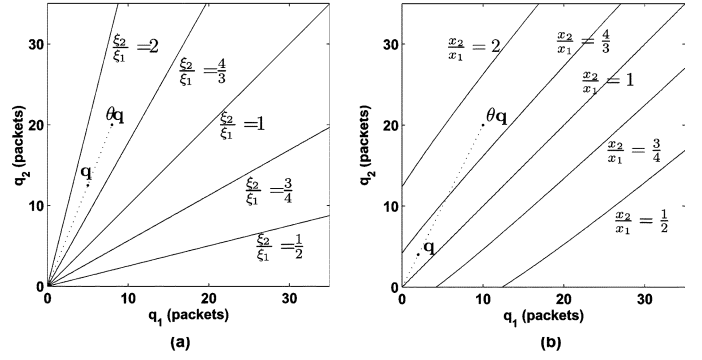 30
20
10
0
0
10
20
30
q₂ (packets)
q₁ (packets)
ξ₂/ξ₁ = 2
ξ₂/ξ₁ = 4/3
ξ₂/ξ₁ = 1
ξ₂/ξ₁ = 3/4
ξ₂/ξ₁ = 1/2
θq
q
(a)
30
20
10
0
0
10
20
30
q₂ (packets)
q₁ (packets)
x₂/x₁ = 2
x₂/x₁ = 4/3
x₂/x₁ = 1
x₂/x₁ = 3/4
x₂/x₁ = 1/2
θq
q
(b)